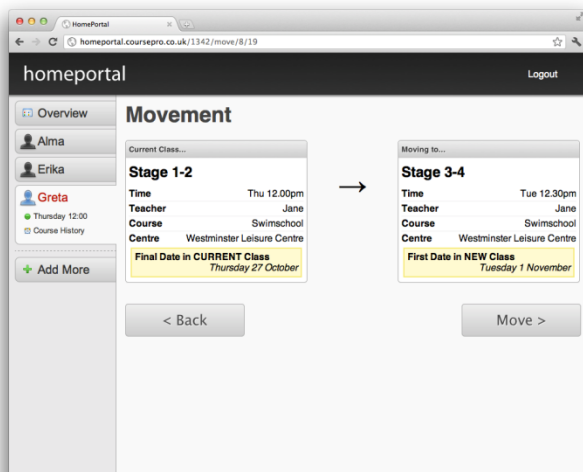 HomePortal
homeportal.coursepro.co.uk/1342/move/8/19
homeportal
Logout
Overview
Alma
Erika
Greta
Thursday 12:00
Course History
Add More
Movement
Current Class...
Stage 1-2
Time Thu 12.00pm
Teacher Jane
Course Swimschool
Centre Westminster Leisure Centre
Final Date in CURRENT Class
Thursday 27 October
→
Moving to...
Stage 3-4
Time Tue 12.30pm
Teacher Jane
Course Swimschool
Centre Westminster Leisure Centre
First Date in NEW Class
Tuesday 1 November
< Back
Move >